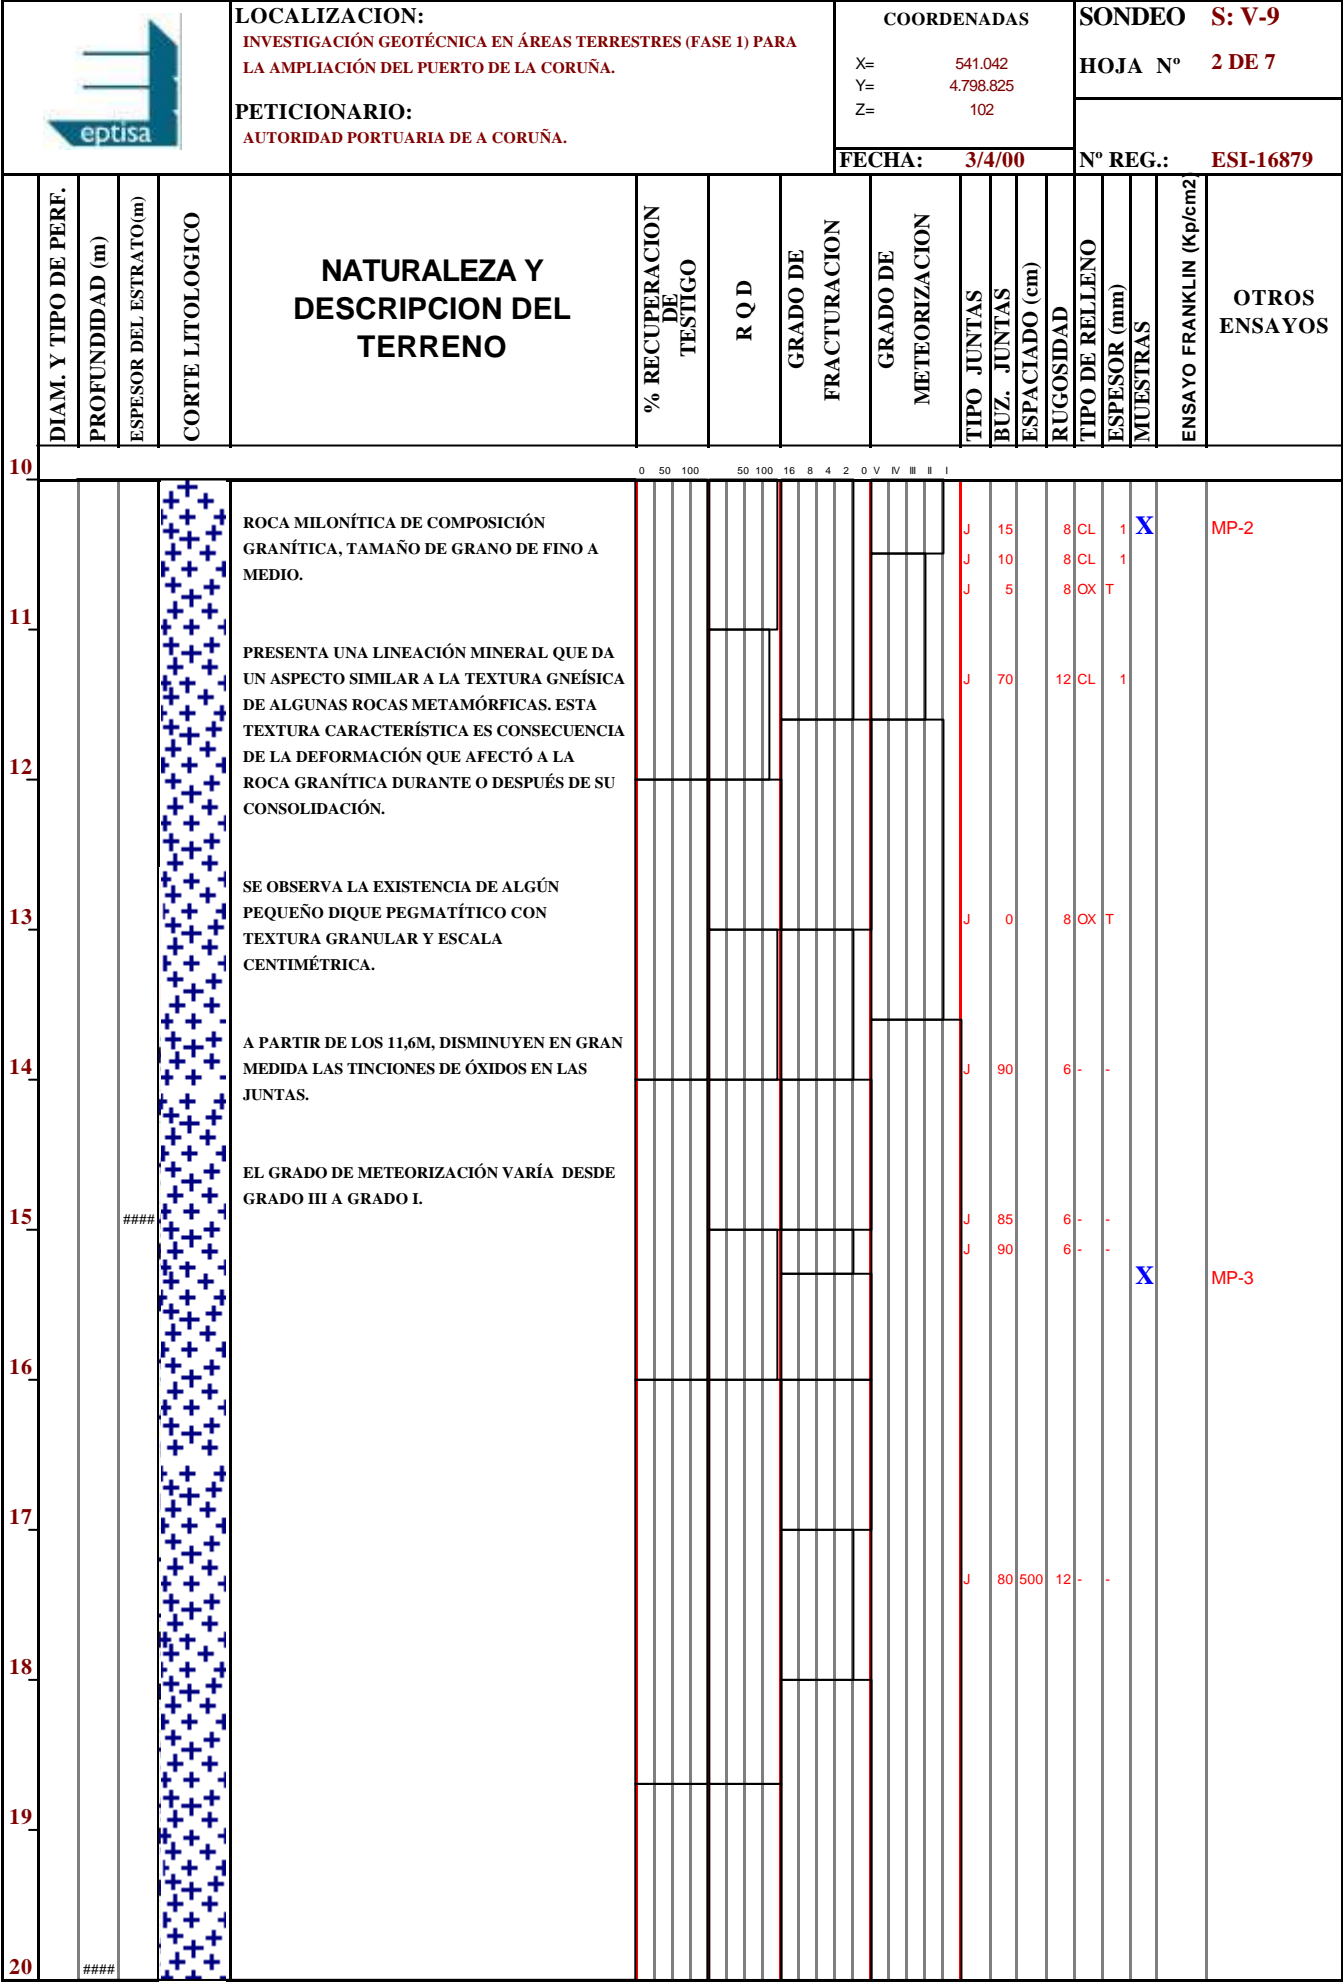 eptisa
LOCALIZACION:
INVESTIGACIÓN GEOTÉCNICA EN ÁREAS TERRESTRES (FASE 1) PARA
LA AMPLIACIÓN DEL PUERTO DE LA CORUÑA.
PETICIONARIO:
AUTORIDAD PORTUARIA DE A CORUÑA.
COORDENADAS
X= 541.042
Y= 4.798.825
Z= 102
FECHA: 3/4/00
SONDEO S: V-9
HOJA Nº 2 DE 7
Nº REG.: ESI-16879
DIAM. Y TIPO DE PERF.
PROFUNDIDAD (m)
ESPESOR DEL ESTRATO(m)
CORTE LITOLOGICO
NATURALEZA Y
DESCRIPCION DEL
TERRENO
% RECUPERACION
DE
TESTIGO
R Q D
GRADO DE
FRACTURACION
GRADO DE
METEORIZACION
TIPO JUNTAS
BUZ. JUNTAS
ESPACIADO (cm)
RUGOSIDAD
TIPO DE RELLENO
ESPESOR (mm)
MUESTRAS
ENSAYO FRANKLIN (Kp/cm2)
OTROS
ENSAYOS
10
0 50 100 50 100 16 8 4 2 0 V IV III II I
ROCA MILONÍTICA DE COMPOSICIÓN
GRANÍTICA, TAMAÑO DE GRANO DE FINO A
MEDIO.
J 15 8 CL 1 X MP-2
J 10 8 CL 1
J 5 8 OX T
11
PRESENTA UNA LINEACIÓN MINERAL QUE DA
UN ASPECTO SIMILAR A LA TEXTURA GNEÍSICA
DE ALGUNAS ROCAS METAMÓRFICAS. ESTA
TEXTURA CARACTERÍSTICA ES CONSECUENCIA
DE LA DEFORMACIÓN QUE AFECTÓ A LA
ROCA GRANÍTICA DURANTE O DESPUÉS DE SU
CONSOLIDACIÓN.
J 70 12 CL 1
12
SE OBSERVA LA EXISTENCIA DE ALGÚN
PEQUEÑO DIQUE PEGMATÍTICO CON
TEXTURA GRANULAR Y ESCALA
CENTIMÉTRICA.
13
J 0 8 OX T
A PARTIR DE LOS 11,6M, DISMINUYEN EN GRAN
MEDIDA LAS TINCIONES DE ÓXIDOS EN LAS
JUNTAS.
14
J 90 6 - -
EL GRADO DE METEORIZACIÓN VARÍA DESDE
GRADO III A GRADO I.
15
####
J 85 6 - -
J 90 6 - -
X MP-3
16
17
J 80 500 12 - -
18
19
20
####